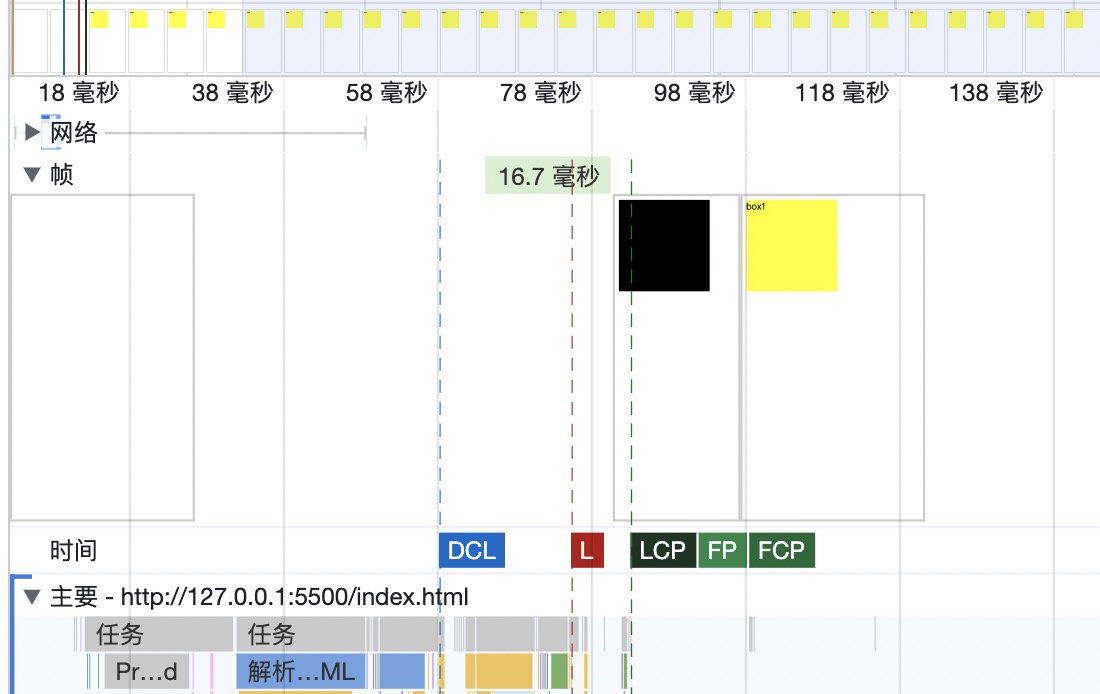 18 毫秒 38 毫秒 58 毫秒 78 毫秒 98 毫秒 118 毫秒 138 毫秒
网络
帧
16.7 毫秒
box1
时间 DCL L LCP FP FCP
主要 - http://127.0.0.1:5500/index.html
任务 任务
Pr…d 解析…ML